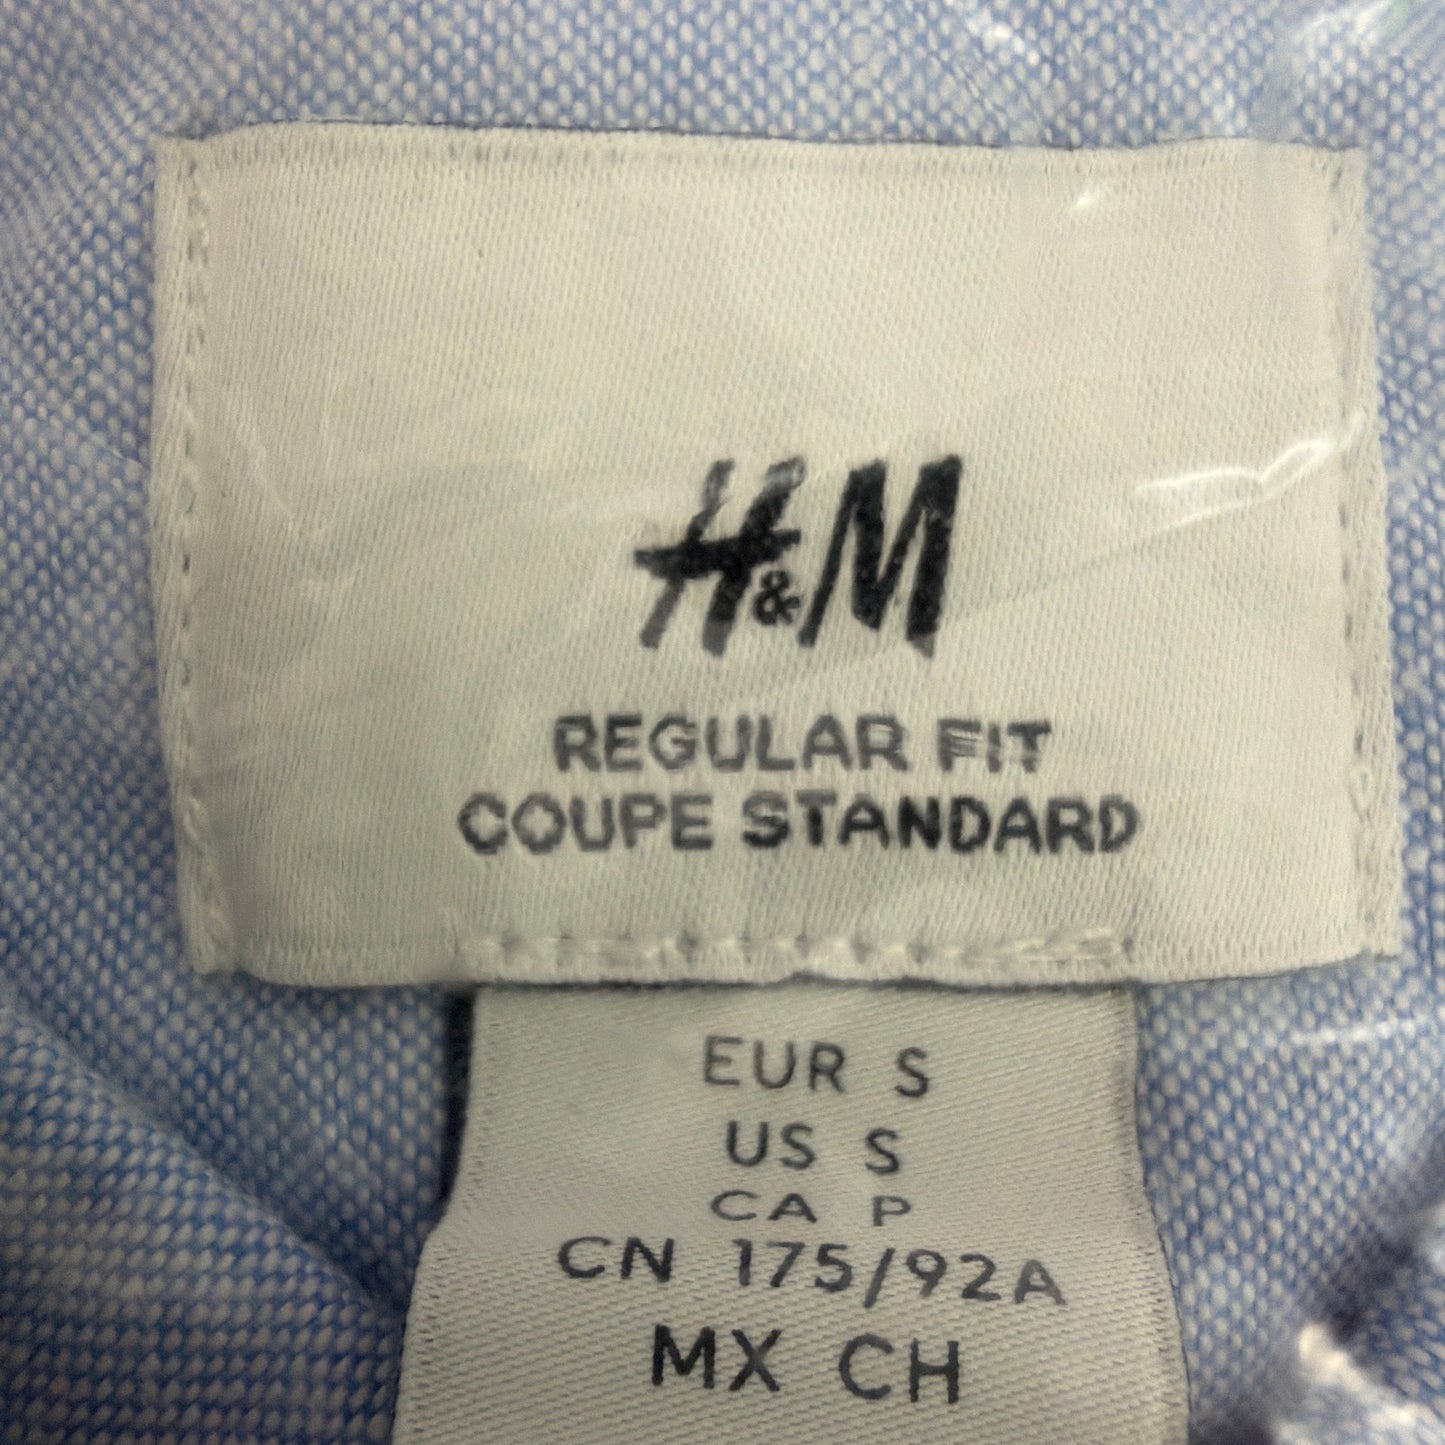 H&M
REGULAR FIT
COUPE STANDARD
EUR S
US S
CA P
CN 175/92A
MX CH